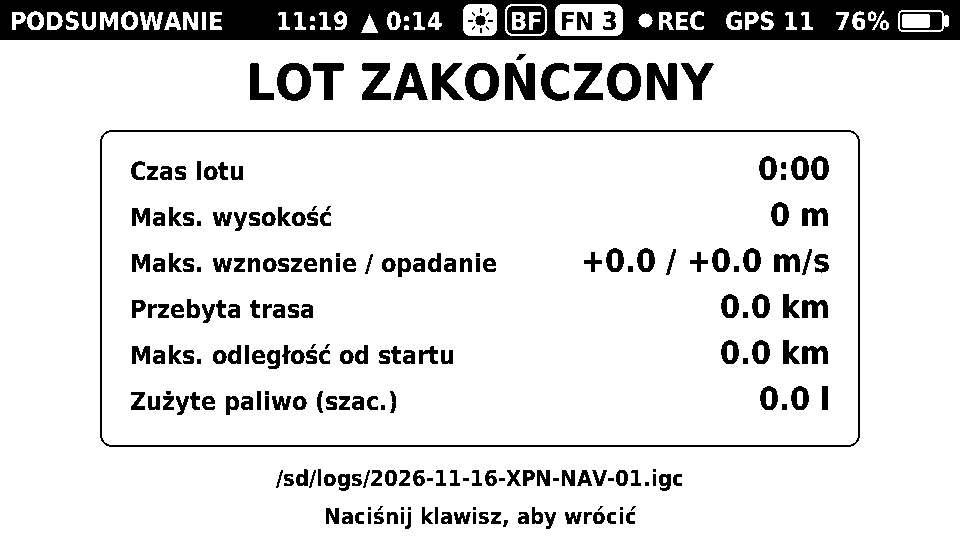 PODSUMOWANIE 11:19 ▲ 0:14 BF FN 3 ●REC GPS 11 76%
LOT ZAKOŃCZONY
Czas lotu 0:00
Maks. wysokość 0 m
Maks. wznoszenie / opadanie +0.0 / +0.0 m/s
Przebyta trasa 0.0 km
Maks. odległość od startu 0.0 km
Zużyte paliwo (szac.) 0.0 l
/sd/logs/2026-11-16-XPN-NAV-01.igc
Naciśnij klawisz, aby wrócić